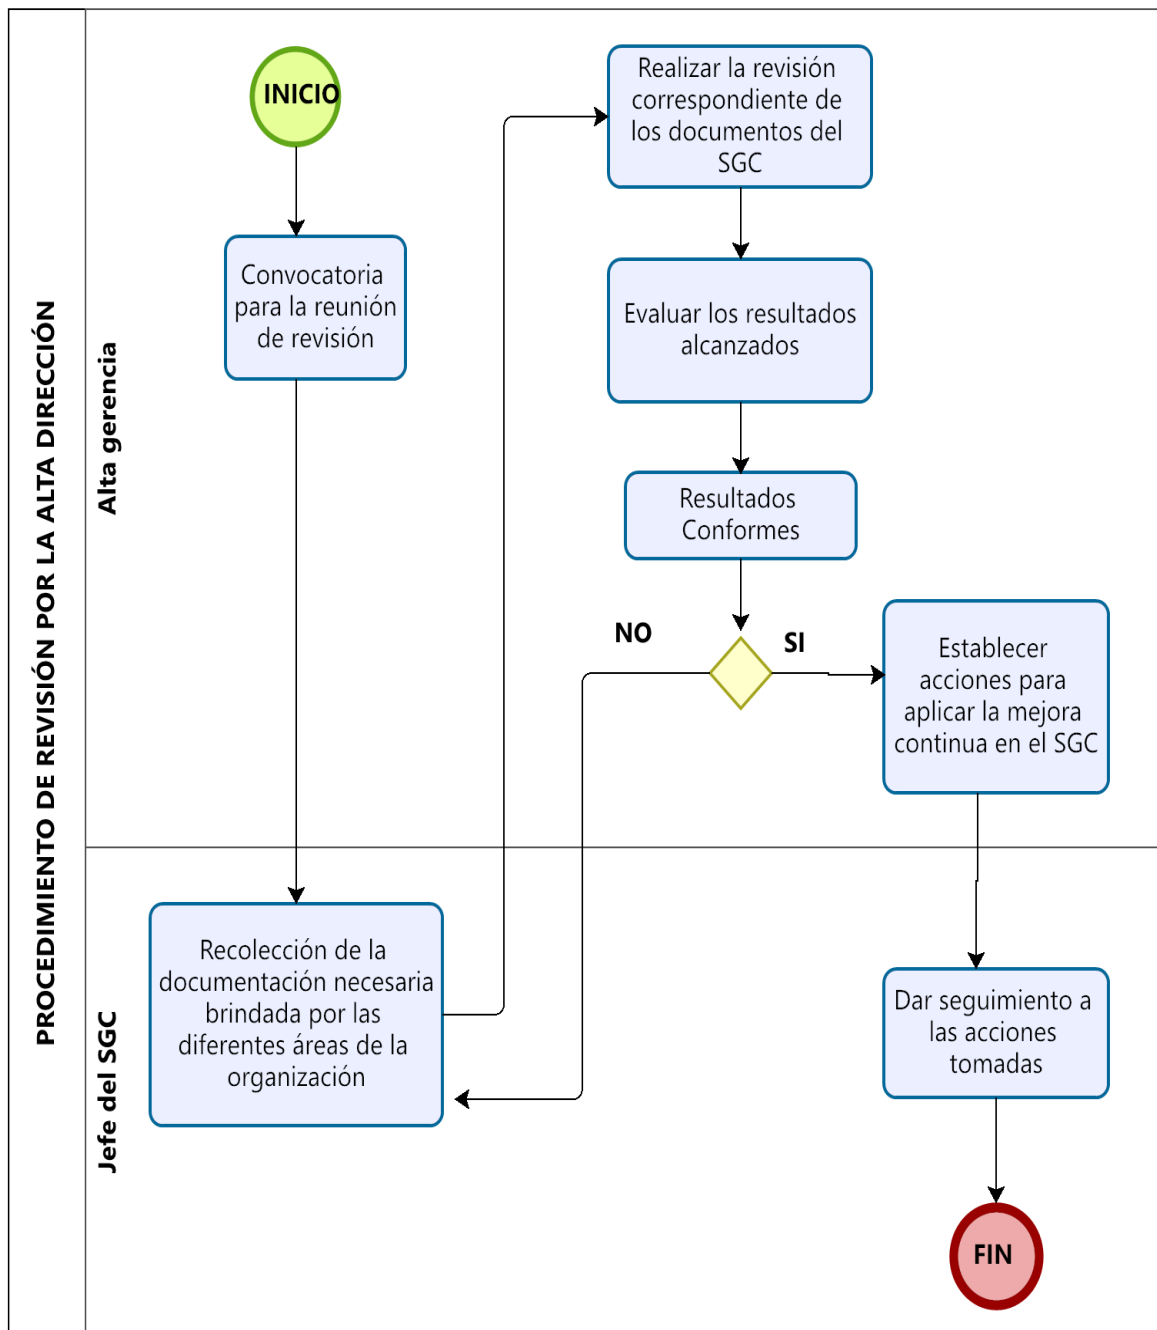 PROCEDIMIENTO DE REVISIÓN POR LA ALTA DIRECCIÓN
Alta gerencia
INICIO
Convocatoria
para la reunión
de revisión
Realizar la revisión
correspondiente de
los documentos del
SGC
Evaluar los resultados
alcanzados
Resultados
Conformes
NO
SI
Establecer
acciones para
aplicar la mejora
continua en el SGC
Jefe del SGC
Recolección de la
documentación necesaria
brindada por las
diferentes áreas de la
organización
Dar seguimiento a
las acciones
tomadas
FIN